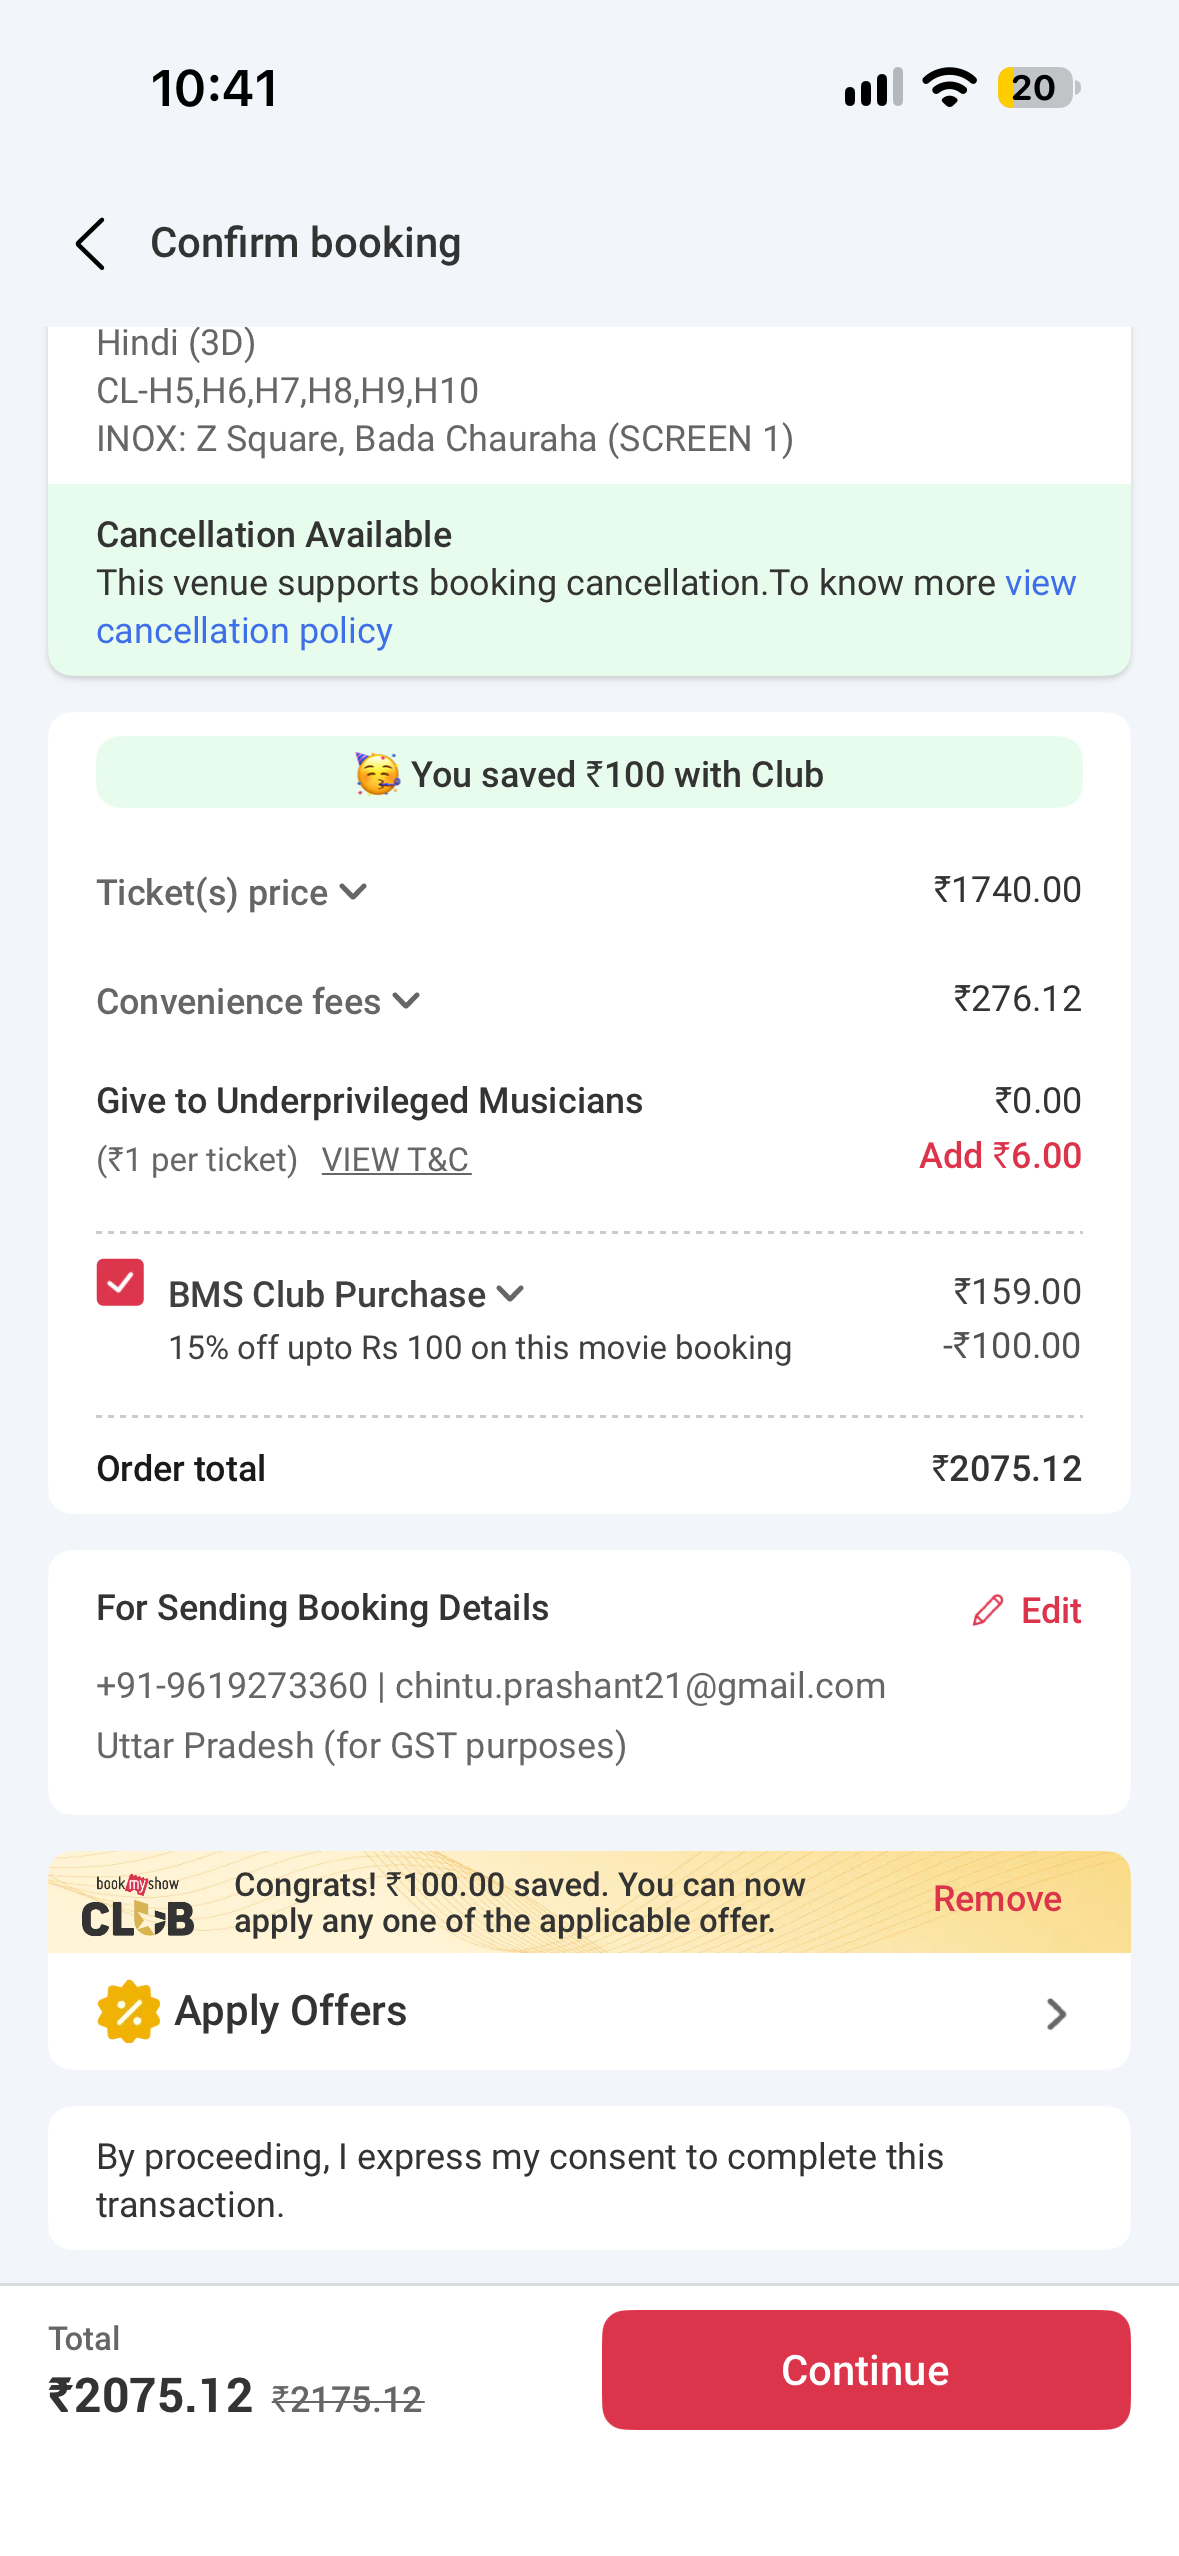 10:41
20
Confirm booking
Hindi (3D)
CL-H5,H6,H7,H8,H9,H10
INOX: Z Square, Bada Chauraha (SCREEN 1)
Cancellation Available
This venue supports booking cancellation.To know more view
cancellation policy
🥳 You saved ₹100 with Club
Ticket(s) price ₹1740.00
Convenience fees ₹276.12
Give to Underprivileged Musicians ₹0.00
(₹1 per ticket) VIEW T&C Add ₹6.00
BMS Club Purchase ₹159.00
15% off upto Rs 100 on this movie booking -₹100.00
Order total ₹2075.12
For Sending Booking Details Edit
+91-9619273360 | chintu.prashant21@gmail.com
Uttar Pradesh (for GST purposes)
book my show
CLUB
Congrats! ₹100.00 saved. You can now
apply any one of the applicable offer.
Remove
Apply Offers
By proceeding, I express my consent to complete this
transaction.
Total
₹2075.12 ₹2175.12
Continue